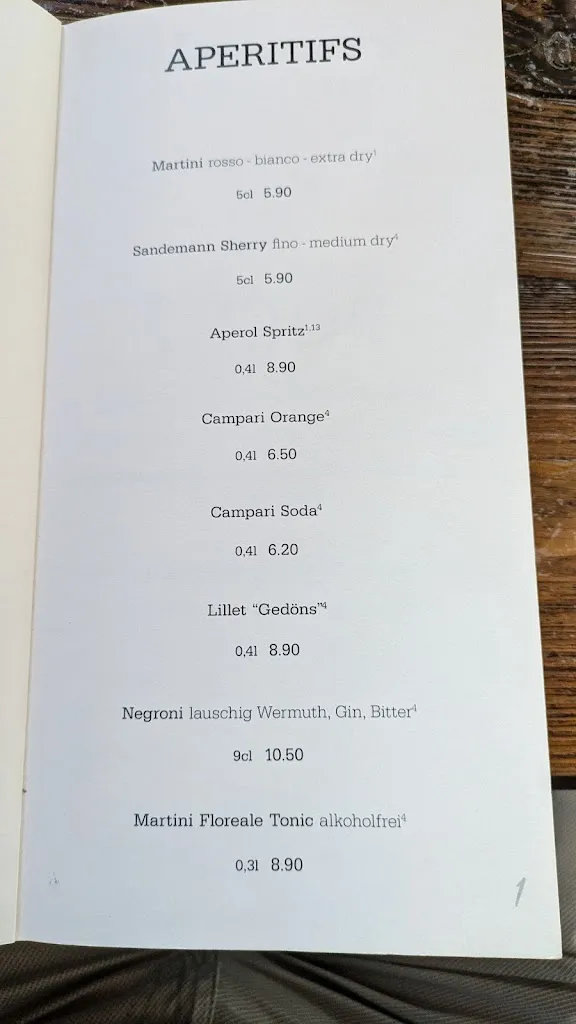 APERITIFS
Martini rosso - bianco - extra dry¹
5cl 5.90
Sandemann Sherry fino - medium dry⁴
5cl 5.90
Aperol Spritz¹·¹³
0,4l 8.90
Campari Orange⁴
0,4l 6.50
Campari Soda⁴
0,4l 6.20
Lillet “Gedöns”⁴
0,4l 8.90
Negroni lauschig Wermuth, Gin, Bitter⁴
9cl 10.50
Martini Floreale Tonic alkoholfrei⁴
0,3l 8.90
1